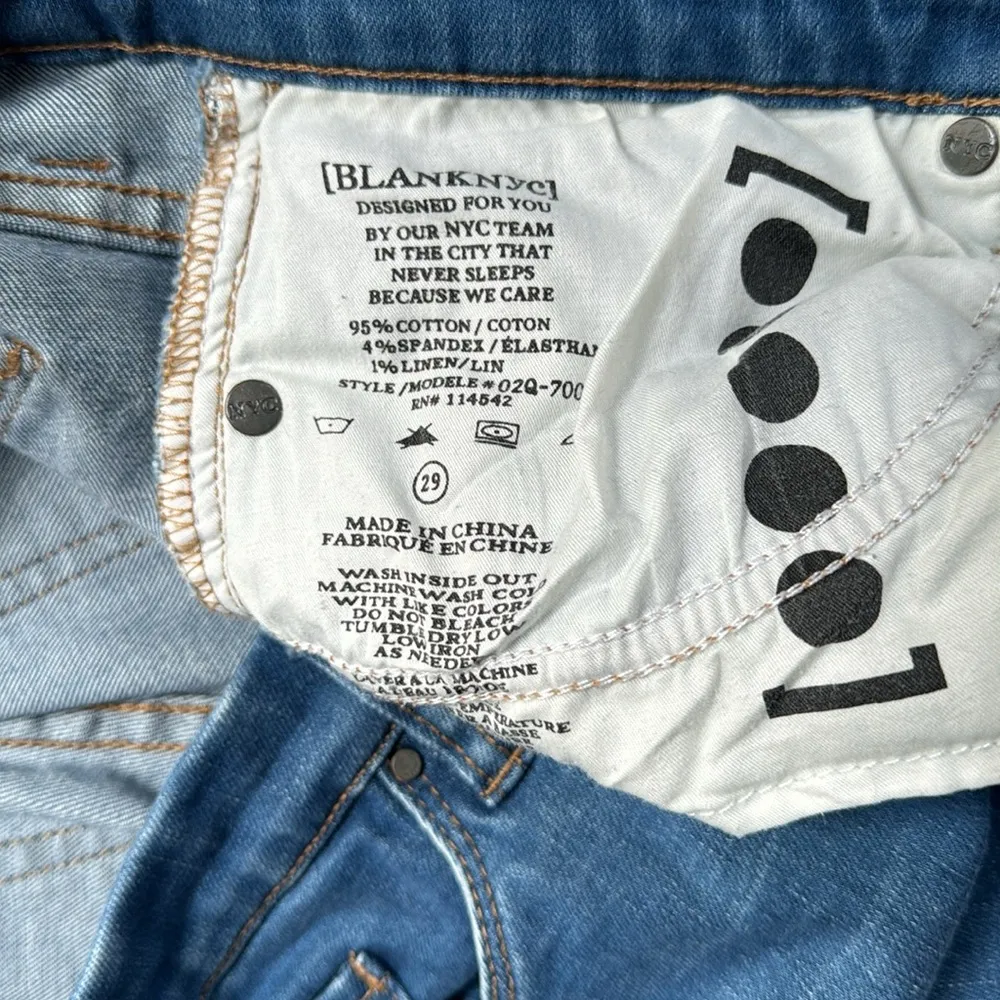 [BLANKNYC]
DESIGNED FOR YOU
BY OUR NYC TEAM
IN THE CITY THAT
NEVER SLEEPS
BECAUSE WE CARE
95% COTTON / COTON
4% SPANDEX / ÉLASTHAN
1% LINEN/LIN
STYLE /MODELE # 02Q-700
RN# 114542
29
MADE IN CHINA
FABRIQUÉ EN CHINE
WASH INSIDE OUT
MACHINE WASH COLD
WITH LIKE COLORS
DO NOT BLEACH
TUMBLE DRY LOW
LOW IRON
AS NEEDED
LAVER A LA MACHINE
NYC
NYC